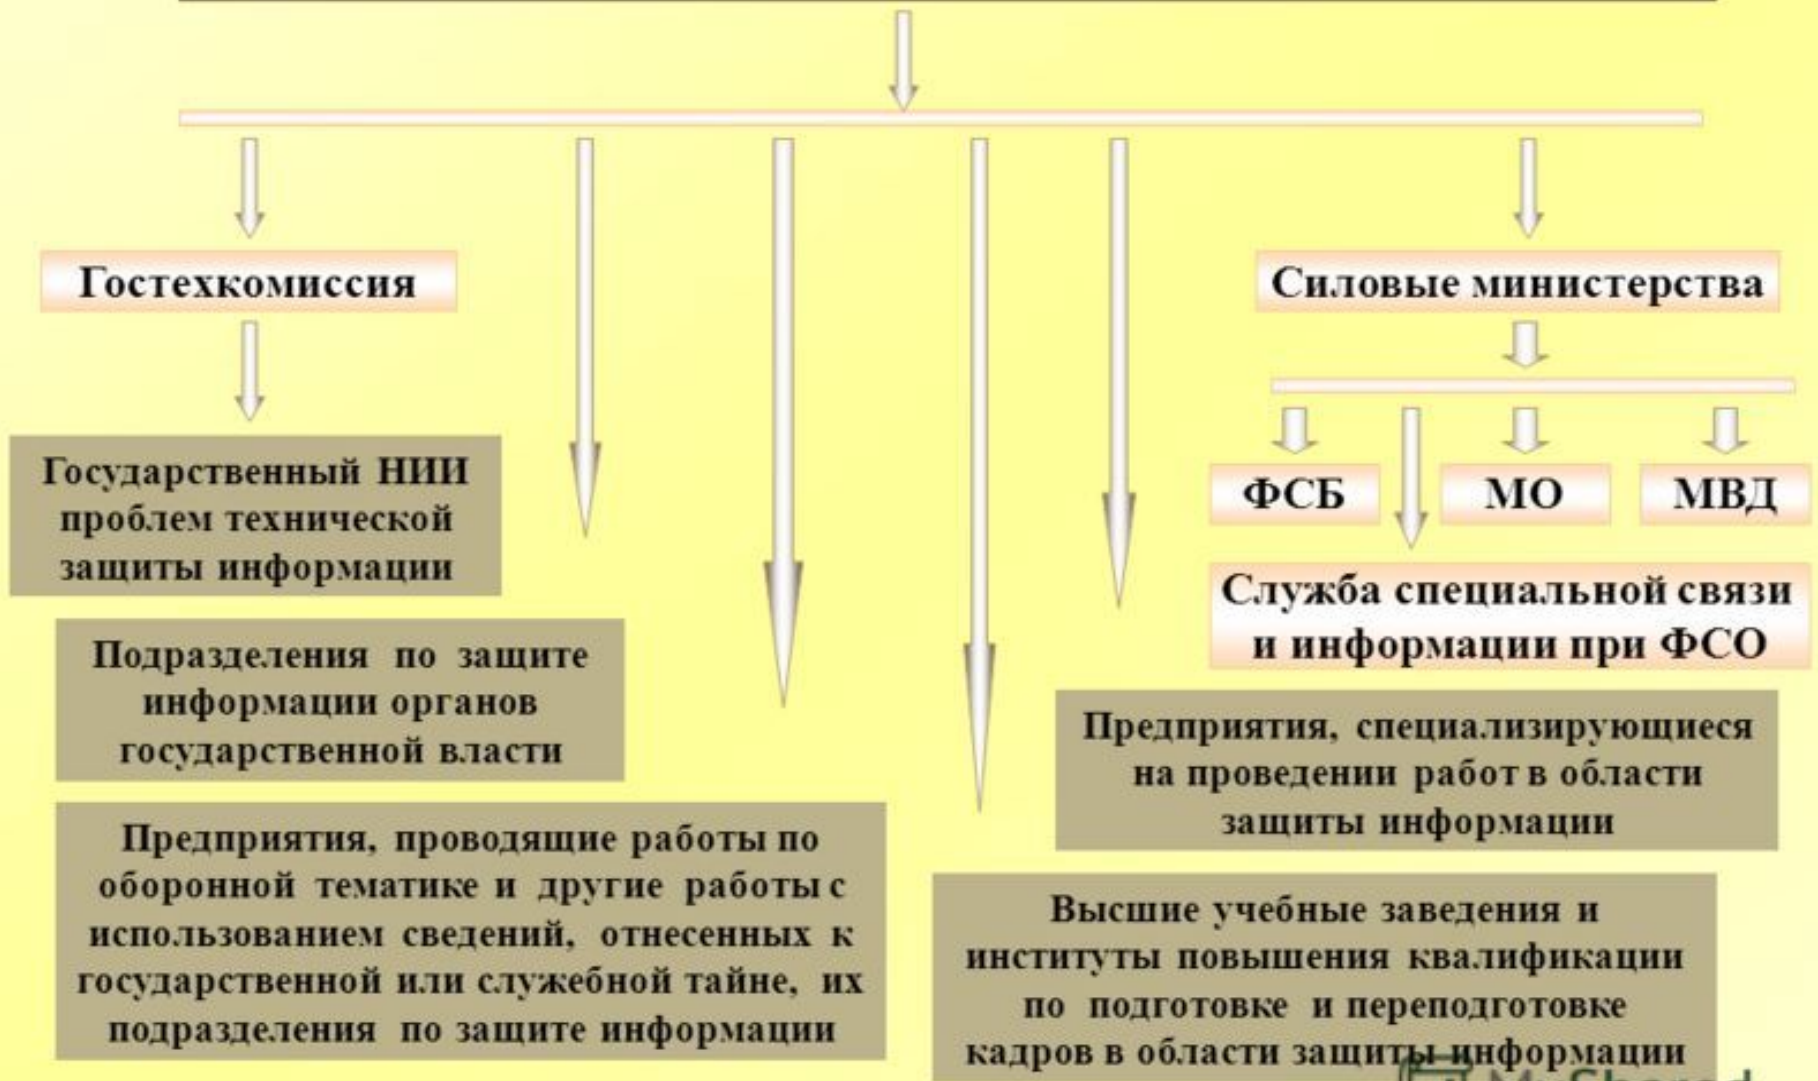 Гостехкомиссия
Силовые министерства
Государственный НИИ
проблем технической
защиты информации
ФСБ
МО
МВД
Служба специальной связи
и информации при ФСО
Подразделения по защите
информации органов
государственной власти
Предприятия, специализирующиеся
на проведении работ в области
защиты информации
Предприятия, проводящие работы по
оборонной тематике и другие работы с
использованием сведений, отнесенных к
государственной или служебной тайне, их
подразделения по защите информации
Высшие учебные заведения и
институты повышения квалификации
по подготовке и переподготовке
кадров в области защиты информации